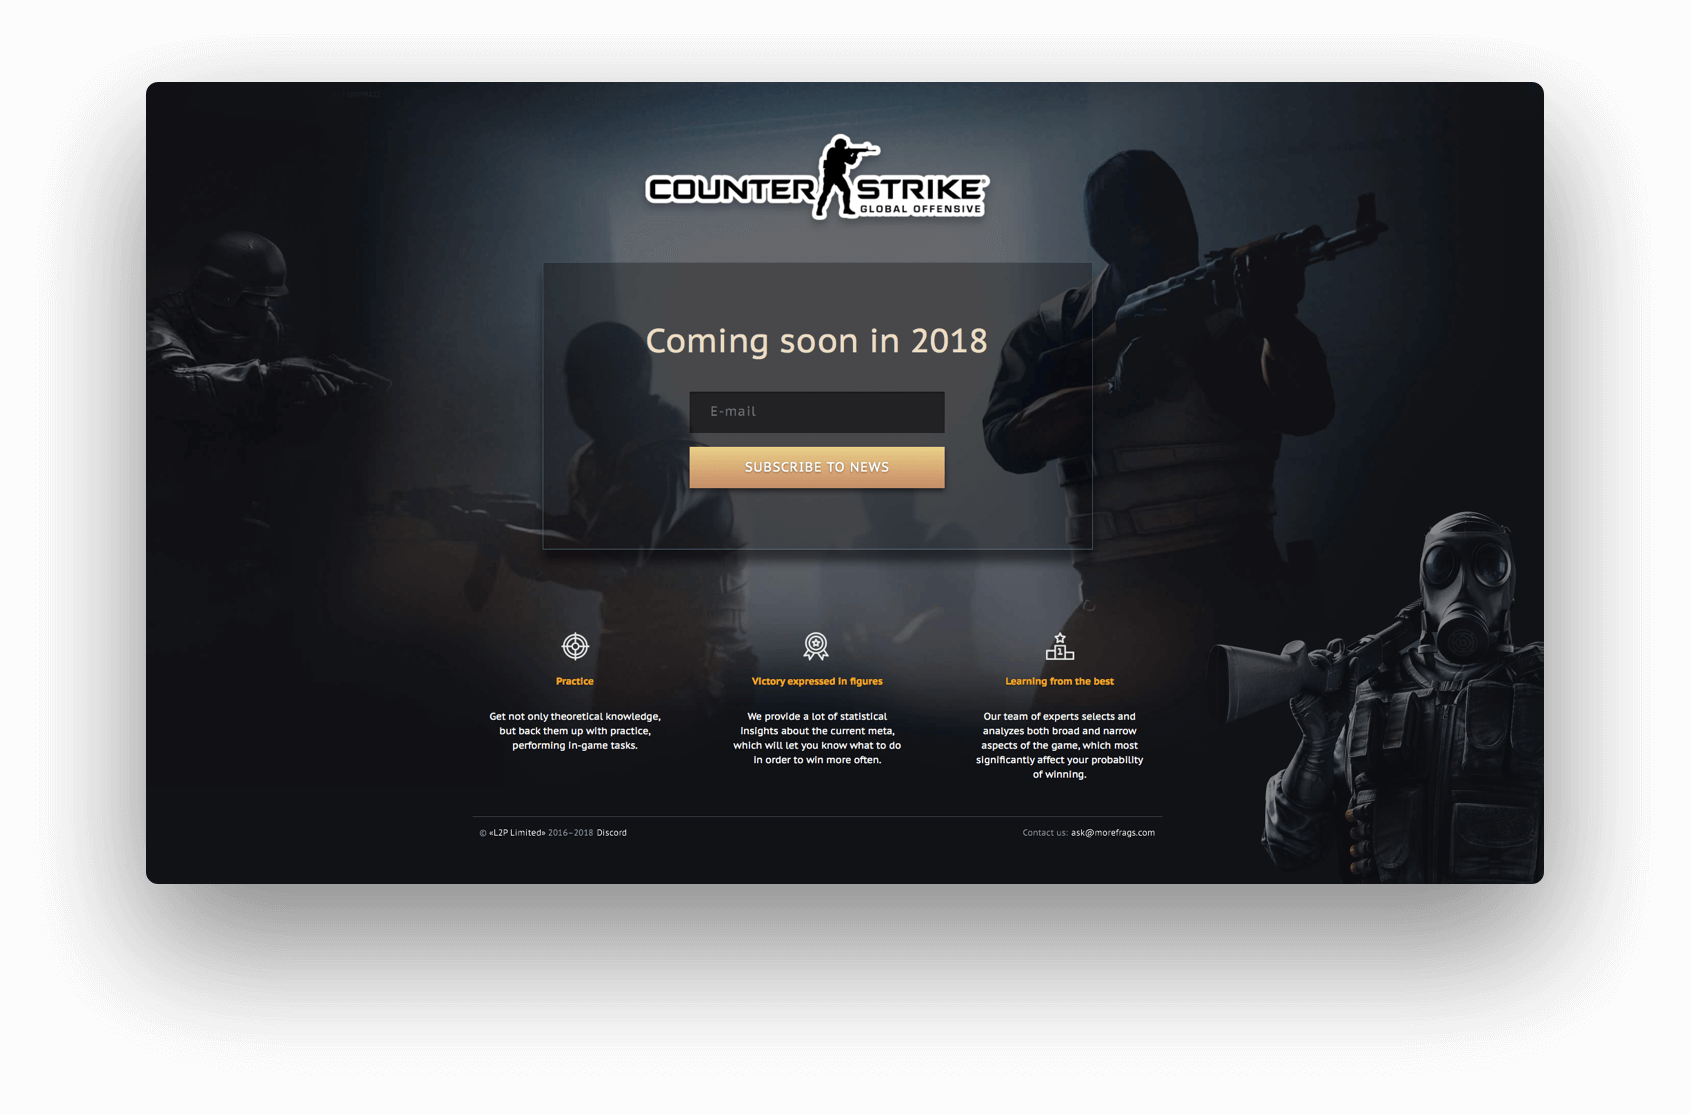 COUNTER STRIKE
GLOBAL OFFENSIVE
Coming soon in 2018
E-mail
SUBSCRIBE TO NEWS
Practice
Get not only theoretical knowledge,
but back them up with practice,
performing in-game tasks.
Victory expressed in figures
We provide a lot of statistical
insights about the current meta,
which will let you know what to do
in order to win more often.
Learning from the best
Our team of experts selects and
analyzes both broad and narrow
aspects of the game, which most
significantly affect your probability
of winning.
© «L2P Limited» 2016–2018 Discord
Contact us: ask@morefrags.com